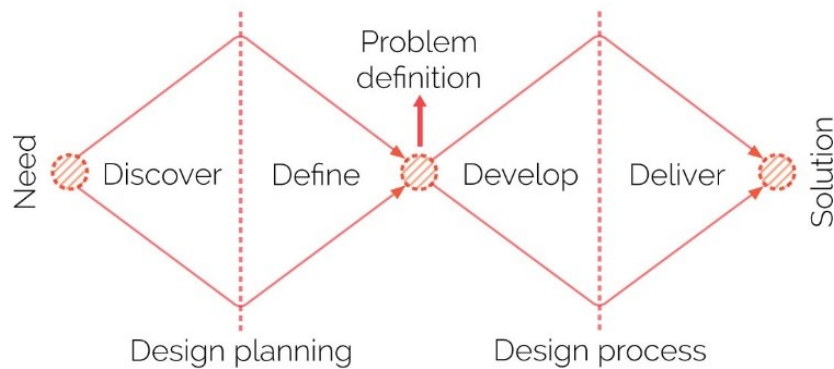 Problem
definition
Need
Discover
Define
Develop
Deliver
Solution
Design planning
Design process